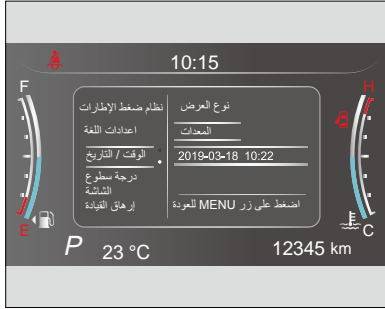 10:15
F
H
نظام ضغط الإطارات
نوع العرض
اعدادات اللغة
المعدات
الوقت / التاريخ
2019-03-18 10:22
درجة سطوع
الشاشة
إرهاق القيادة
اضغط على زر MENU للعودة
E
C
P
23 °C
12345 km